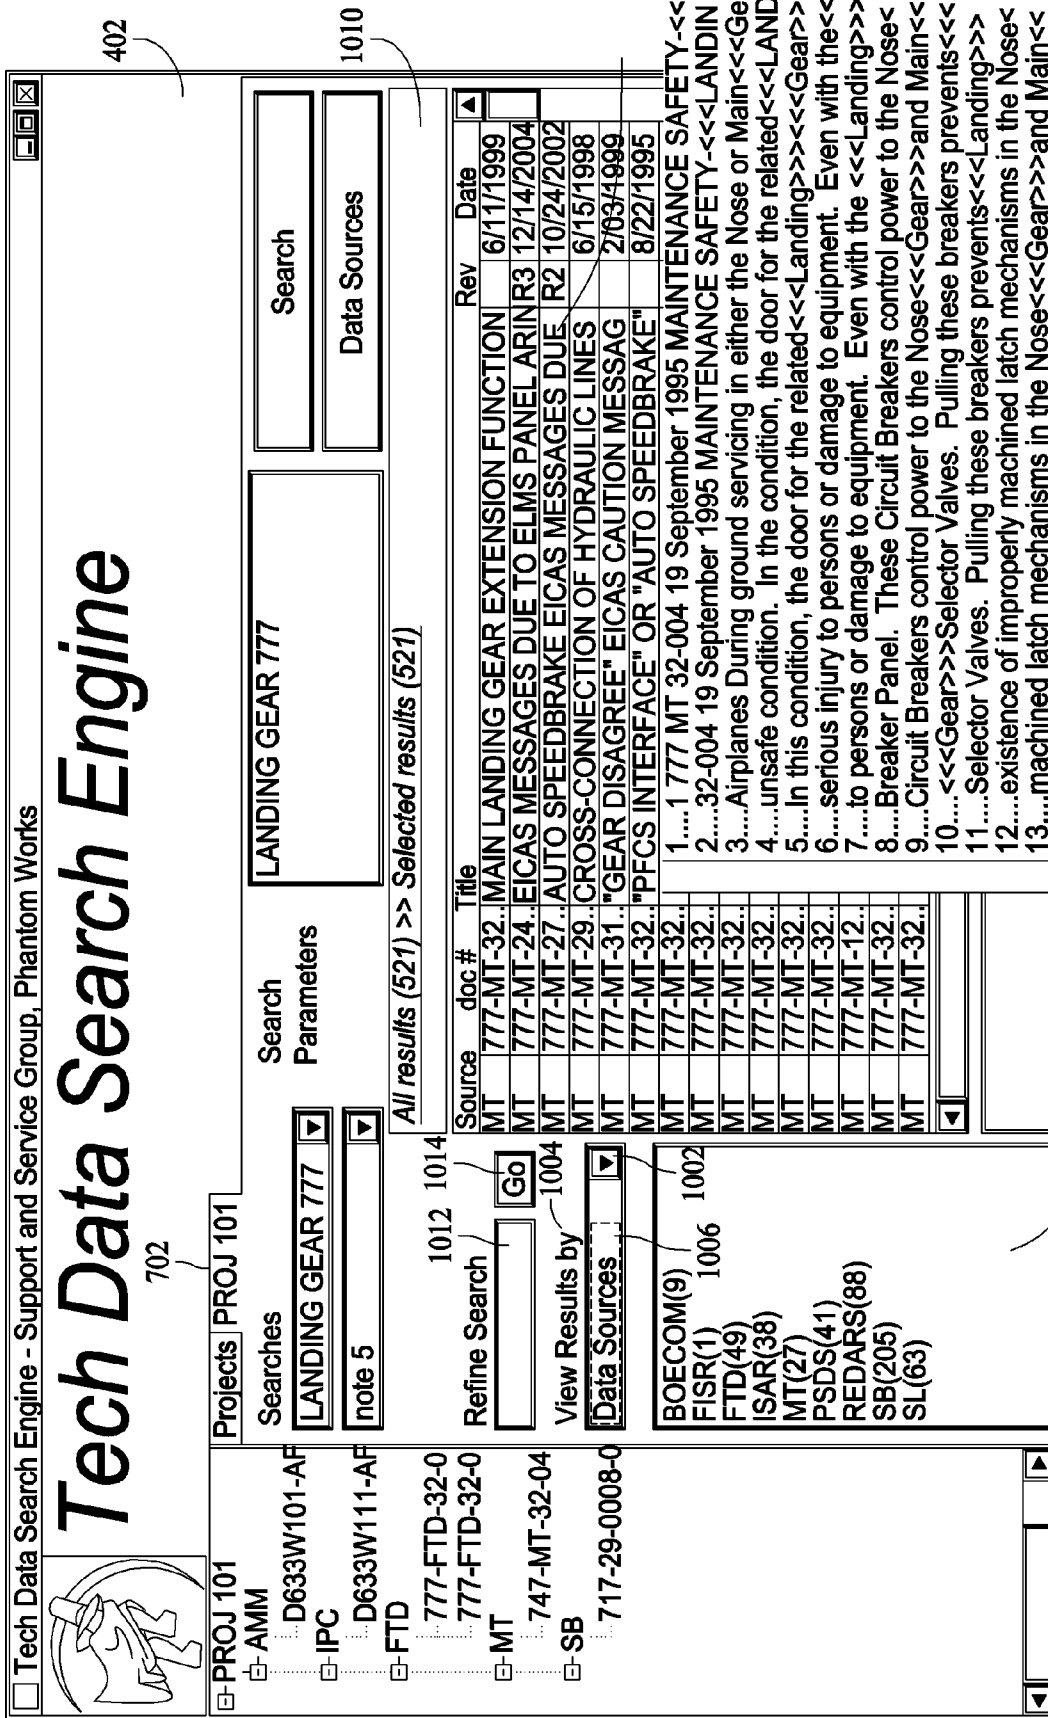 Tech Data Search Engine - Support and Service Group, Phantom Works
Tech Data Search Engine
402
702
PROJ 101
AMM
D633W101-AF
IPC
D633W111-AF
FTD
777-FTD-32-0
777-FTD-32-0
MT
747-MT-32-04
SB
717-29-0008-0
Projects PROJ 101
Searches
LANDING GEAR 777
note 5
Search
Parameters
LANDING GEAR 777
Search
Data Sources
1010
All results (521) >> Selected results (521)
1012
1014
Refine Search
Go
1004
View Results by
Data Sources
1002
1006
BOECOM(9)
FISR(1)
FTD(49)
ISAR(38)
MT(27)
PSDS(41)
REDARS(88)
SB(205)
SL(63)
Source doc # Title Rev Date
MT 777-MT-32.. MAIN LANDING GEAR EXTENSION FUNCTION 6/11/1999
MT 777-MT-24.. EICAS MESSAGES DUE TO ELMS PANEL ARIN R3 12/14/2004
MT 777-MT-27.. AUTO SPEEDBRAKE EICAS MESSAGES DUE R2 10/24/2002
MT 777-MT-29.. CROSS-CONNECTION OF HYDRAULIC LINES 6/15/1998
MT 777-MT-31.. "GEAR DISAGREE" EICAS CAUTION MESSAG 2/03/1999
MT 777-MT-32.. "PFCS INTERFACE" OR "AUTO SPEEDBRAKE" 8/22/1995
MT 777-MT-32..
MT 777-MT-32..
MT 777-MT-32..
MT 777-MT-32..
MT 777-MT-32..
MT 777-MT-32..
MT 777-MT-12..
MT 777-MT-32..
MT 777-MT-32..
1....1 777 MT 32-004 19 September 1995 MAINTENANCE SAFETY-<<
2....32-004 19 September 1995 MAINTENANCE SAFETY-<<<LANDIN
3....Airplanes During ground servicing in either the Nose or Main<<<Ge
4....unsafe condition. In the condition, the door for the related<<<LAND
5....In this condition, the door for the related<<<Landing>>><<<Gear>>
6....serious injury to persons or damage to equipment. Even with the<<
7....to persons or damage to equipment. Even with the <<<Landing>>>
8....Breaker Panel. These Circuit Breakers control power to the Nose<
9....Circuit Breakers control power to the Nose<<<Gear>>>and Main<<
10....<<<Gear>>>Selector Valves. Pulling these breakers prevents<<<
11....Selector Valves. Pulling these breakers prevents<<<Landing>>>
12...existence of improperly machined latch mechanisms in the Nose<
13....machined latch mechanisms in the Nose<<<Gear>>>and Main<<